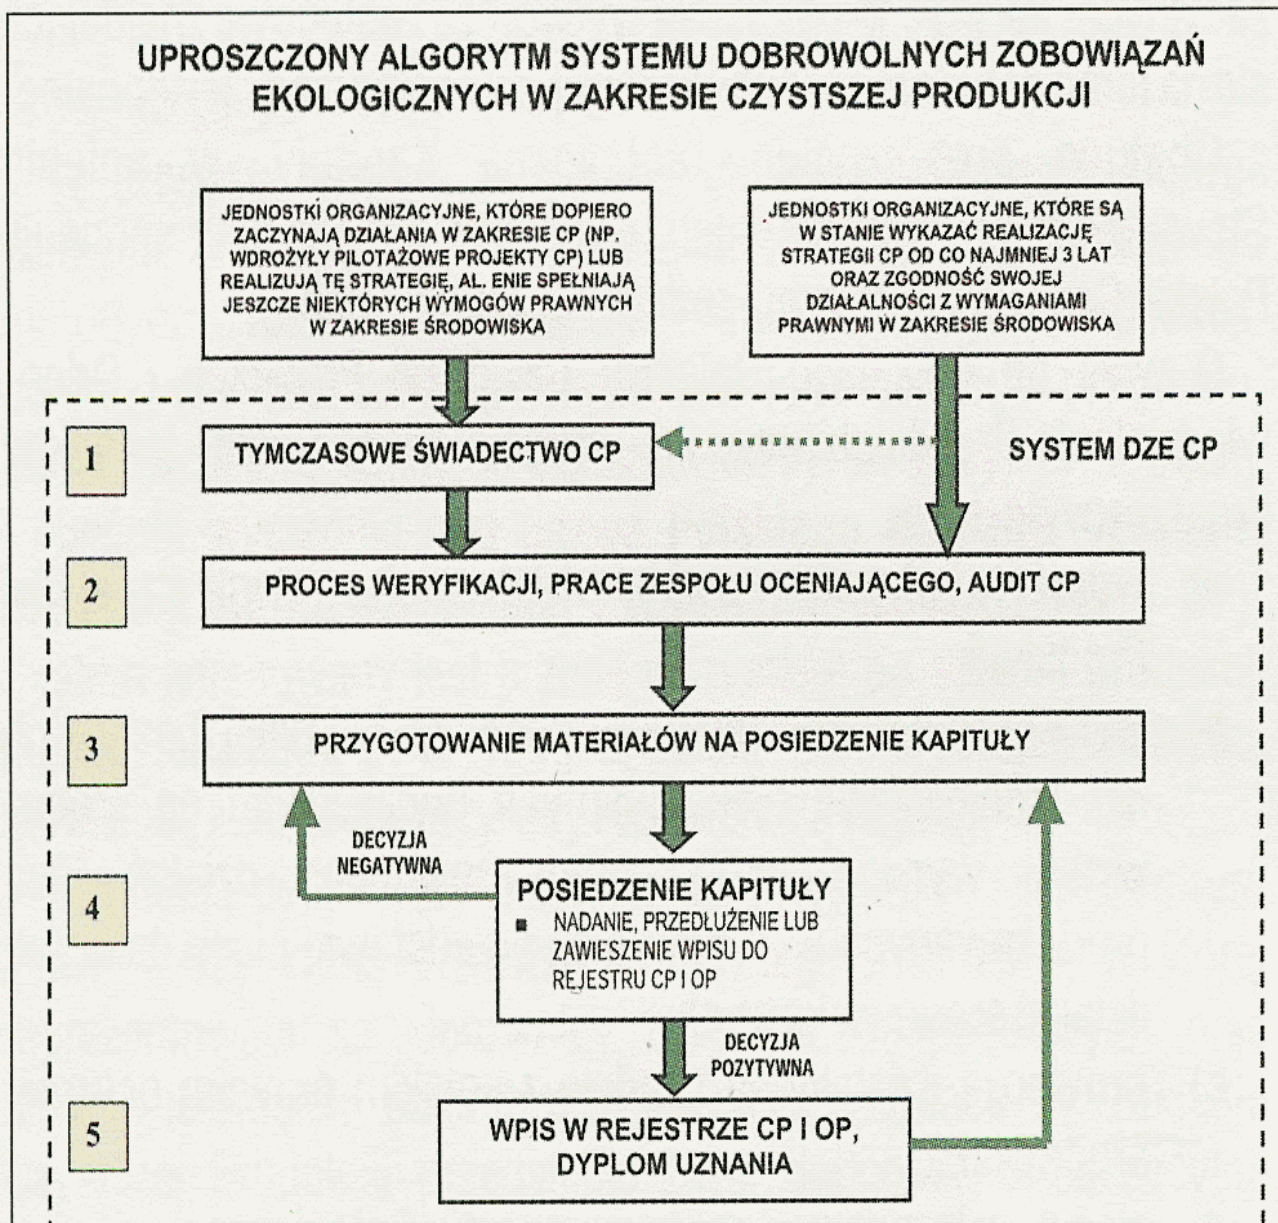 UPROSZCZONY ALGORYTM SYSTEMU DOBROWOLNYCH ZOBOWIĄZAŃ
EKOLOGICZNYCH W ZAKRESIE CZYSTSZEJ PRODUKCJI
JEDNOSTKI ORGANIZACYJNE, KTÓRE DOPIERO
ZACZYNAJĄ DZIAŁANIA W ZAKRESIE CP (NP.
WDROŻYŁY PILOTAŻOWE PROJEKTY CP) LUB
REALIZUJĄ TĘ STRATEGIĘ, AL. ENIE SPEŁNIAJĄ
JESZCZE NIEKTÓRYCH WYMOGÓW PRAWNYCH
W ZAKRESIE ŚRODOWISKA
JEDNOSTKI ORGANIZACYJNE, KTÓRE SĄ
W STANIE WYKAZAĆ REALIZACJĘ
STRATEGII CP OD CO NAJMNIEJ 3 LAT
ORAZ ZGODNOŚĆ SWOJEJ
DZIAŁALNOŚCI Z WYMAGANIAMI
PRAWNYMI W ZAKRESIE ŚRODOWISKA
1
TYMCZASOWE ŚWIADECTWO CP
SYSTEM DZE CP
2
PROCES WERYFIKACJI, PRACE ZESPOŁU OCENIAJĄCEGO, AUDIT CP
3
PRZYGOTOWANIE MATERIAŁÓW NA POSIEDZENIE KAPITUŁY
DECYZJA
NEGATYWNA
4
POSIEDZENIE KAPITUŁY
▪ NADANIE, PRZEDŁUŻENIE LUB
ZAWIESZENIE WPISU DO
REJESTRU CP I OP
DECYZJA
POZYTYWNA
5
WPIS W REJESTRZE CP I OP,
DYPLOM UZNANIA